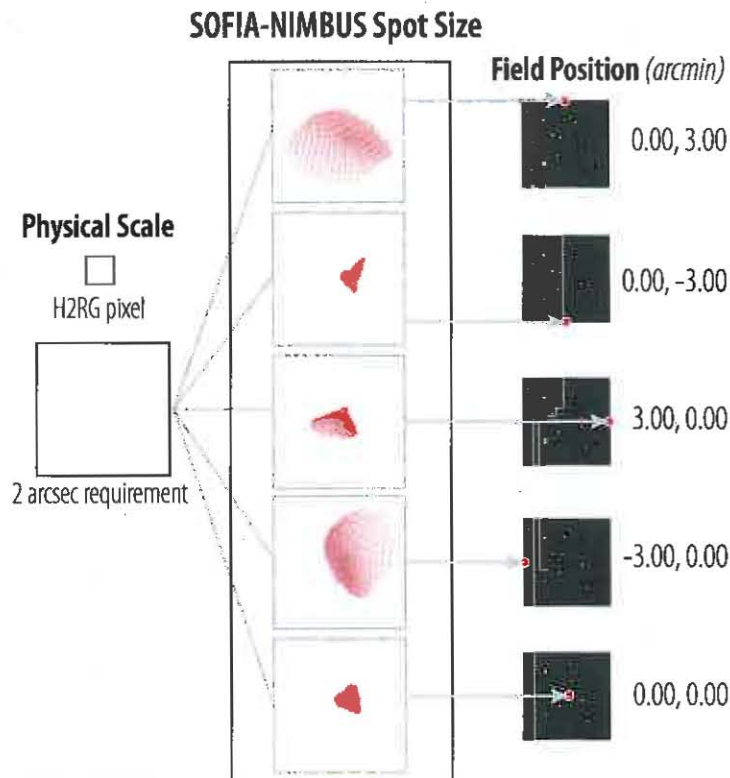 SOFIA-NIMBUS Spot Size
Field Position (arcmin)
0.00, 3.00
Physical Scale
H2RG pixel
0.00, -3.00
3.00, 0.00
2 arcsec requirement
-3.00, 0.00
0.00, 0.00